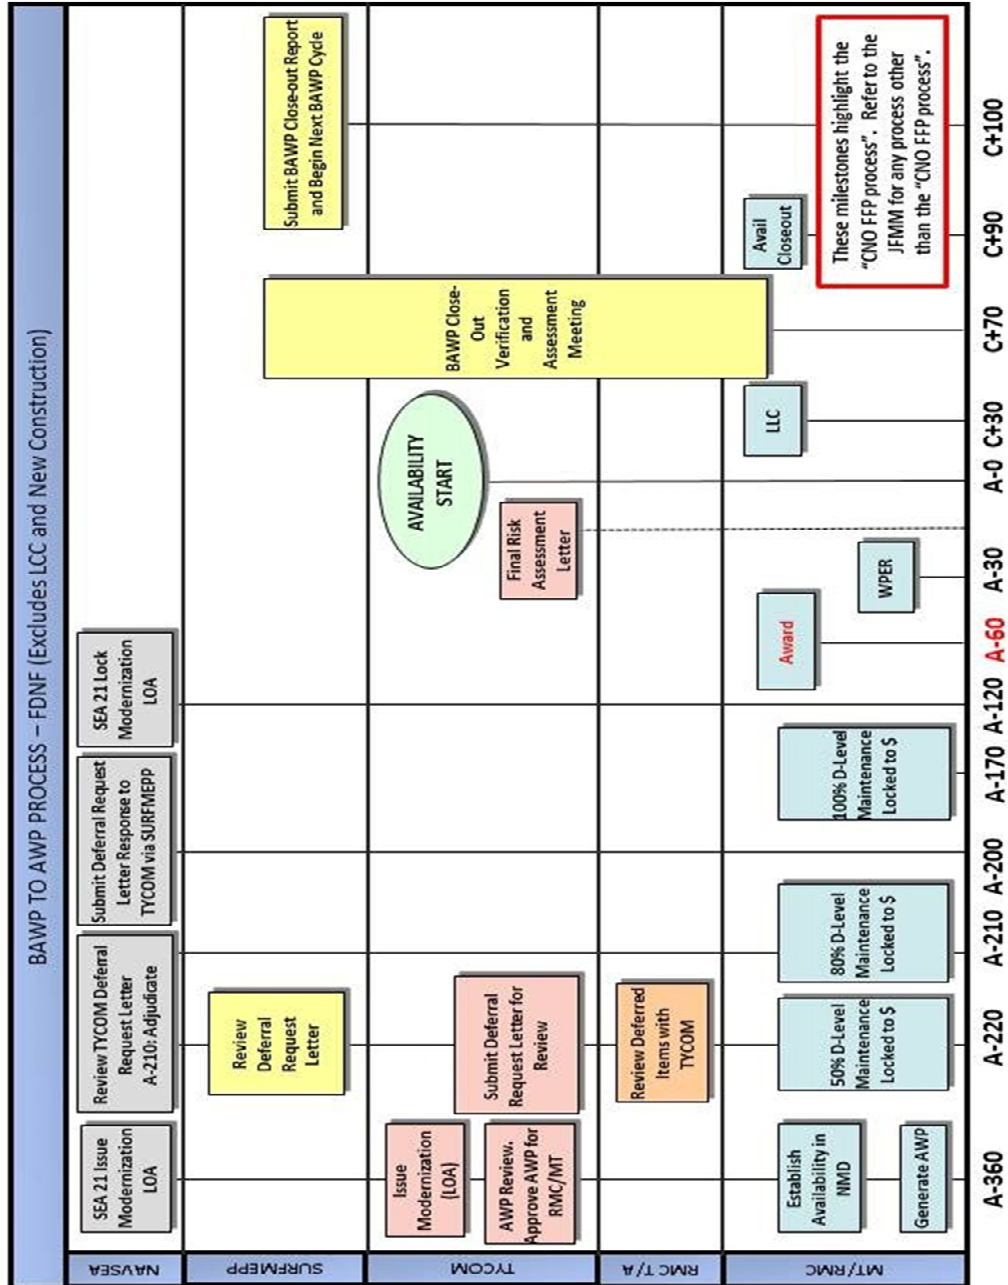 BAWP TO AWP PROCESS – FDNF (Excludes LCC and New Construction)
NAVSEA
SEA 21 Issue
Modernization
LOA
Review TYCOM Deferral
Request Letter
A-210: Adjudicate
Submit Deferral Request
Letter Response to
TYCOM via SURFMEPP
SEA 21 Lock
Modernization
LOA
SURFMEPP
Review
Deferral
Request
Letter
Submit BAWP Close-out Report
and Begin Next BAWP Cycle
TYCOM
Issue
Modernization
(LOA)
AWP Review.
Approve AWP for
RMC/MT
Submit Deferral
Request Letter for
Review
Final Risk
Assessment
Letter
AVAILABILITY
START
BAWP Close-
Out
Verification
and
Assessment
Meeting
RMC T/A
Review Deferred
Items with
TYCOM
MT/RMC
Establish
Availability in
NMD
Generate AWP
50% D-Level
Maintenance
Locked to $
80% D-Level
Maintenance
Locked to $
100% D-Level
Maintenance
Locked to $
Award
WPER
LLC
Avail
Closeout
These milestones highlight the
"CNO FFP process". Refer to the
JFMM for any process other
than the "CNO FFP process".
A-360
A-220
A-210
A-200
A-170
A-120
A-60
A-30
A-0
C+30
C+70
C+90
C+100